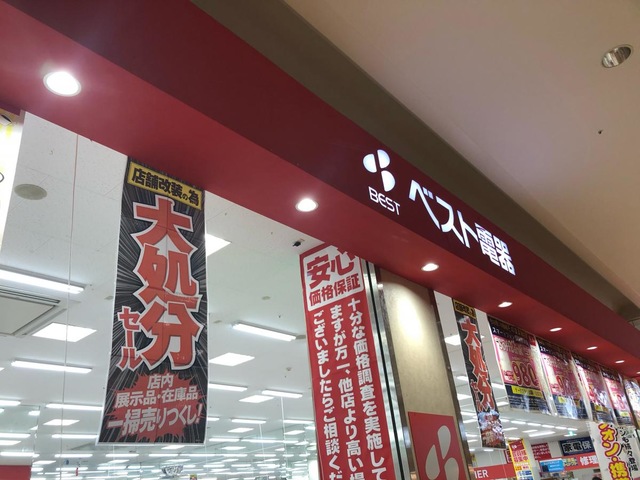 BEST
ベスト電器
店舗改装の為
大処分
セール
店内
展示品・在庫品
一掃売りつくし!
安心
価格保証
十分な価格調査を実施して
ますが万一、他店より高い場
ございましたらご相談くだ
大処分
修理